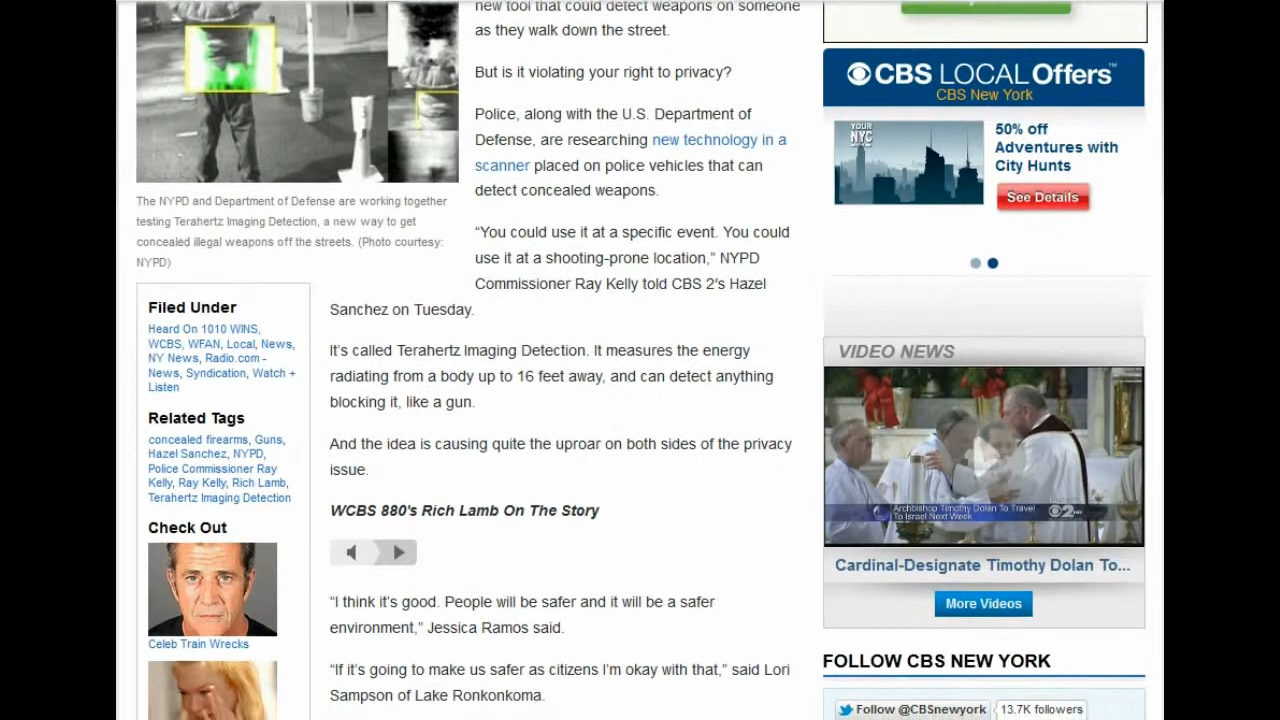 new tool that could detect weapons on someone
as they walk down the street.
But is it violating your right to privacy?
Police, along with the U.S. Department of
Defense, are researching new technology in a
scanner placed on police vehicles that can
detect concealed weapons.
“You could use it at a specific event. You could
use it at a shooting-prone location,” NYPD
Commissioner Ray Kelly told CBS 2's Hazel
Sanchez on Tuesday.
It’s called Terahertz Imaging Detection. It measures the energy
radiating from a body up to 16 feet away, and can detect anything
blocking it, like a gun.
And the idea is causing quite the uproar on both sides of the privacy
issue.
WCBS 880's Rich Lamb On The Story
“I think it’s good. People will be safer and it will be a safer
environment,” Jessica Ramos said.
“If it’s going to make us safer as citizens I’m okay with that,” said Lori
Sampson of Lake Ronkonkoma.
The NYPD and Department of Defense are working together
testing Terahertz Imaging Detection, a new way to get
concealed illegal weapons off the streets. (Photo courtesy:
NYPD)
Filed Under
Heard On 1010 WINS,
WCBS, WFAN, Local, News,
NY News, Radio.com -
News, Syndication, Watch +
Listen
Related Tags
concealed firearms, Guns,
Hazel Sanchez, NYPD,
Police Commissioner Ray
Kelly, Ray Kelly, Rich Lamb,
Terahertz Imaging Detection
Check Out
Celeb Train Wrecks
CBS LOCAL Offers™
CBS New York
YOUR
NYC
50% off
Adventures with
City Hunts
See Details
VIDEO NEWS
Archbishop Timothy Dolan To Travel
To Israel Next Week
2
Cardinal-Designate Timothy Dolan To...
More Videos
FOLLOW CBS NEW YORK
Follow @CBSnewyork
13.7K followers